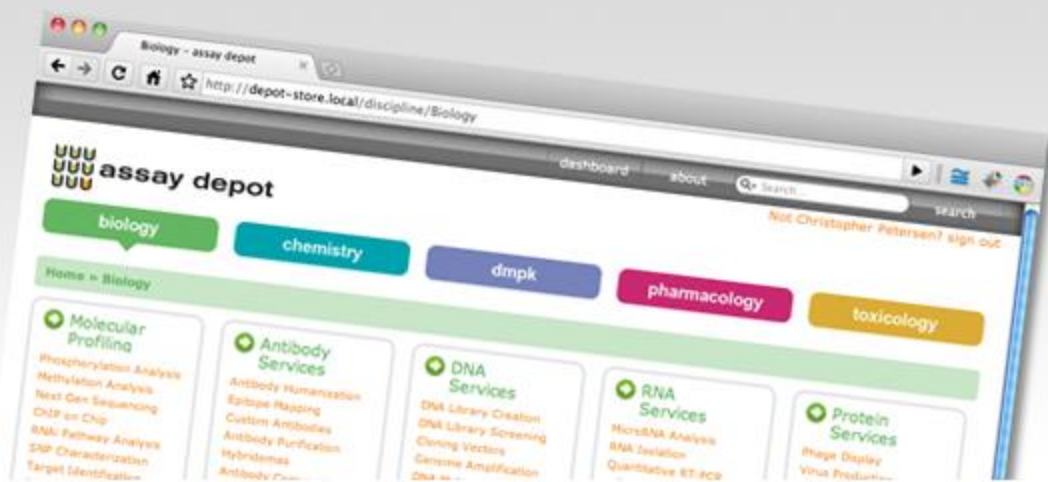 Biology - assay depot
http://depot-store.local/discipline/Biology
dashboard about Search... search
assay depot
Not Christopher Petersen? sign out
biology chemistry dmpk pharmacology toxicology
Home » Biology
Molecular Profiling
Phosphorylation Analysis
Methylation Analysis
Next Gen Sequencing
ChIP on Chip
RNAi Pathway Analysis
SNP Characterization
Target Identification
Antibody Services
Antibody Humanization
Epitope Mapping
Custom Antibodies
Antibody Purification
Hybridomas
Antibody
DNA Services
DNA Library Creation
DNA Library Screening
Cloning Vectors
Genome Amplification
DNA
RNA Services
MicroRNA Analysis
RNA Isolation
Quantitative RT-PCR
Protein Services
Phage Display
Virus Production